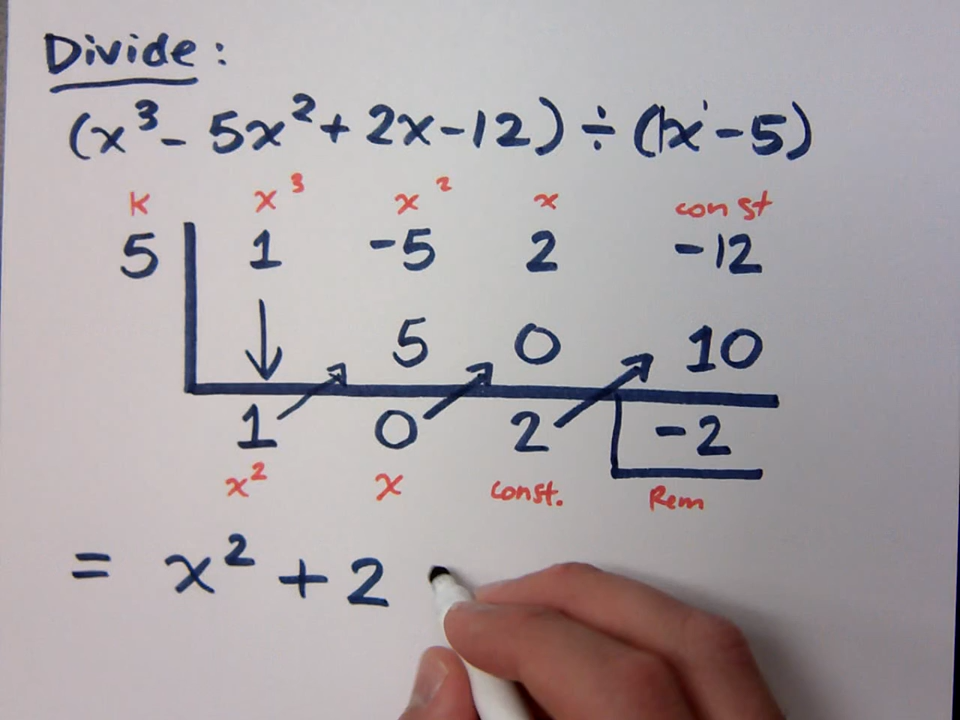 Divide:
(x³ - 5x² + 2x - 12) ÷ (1x¹ - 5)
k x³ x² x const
5 1 -5 2 -12
5 0 10
1 0 2 -2
x² x const. Rem
= x² + 2